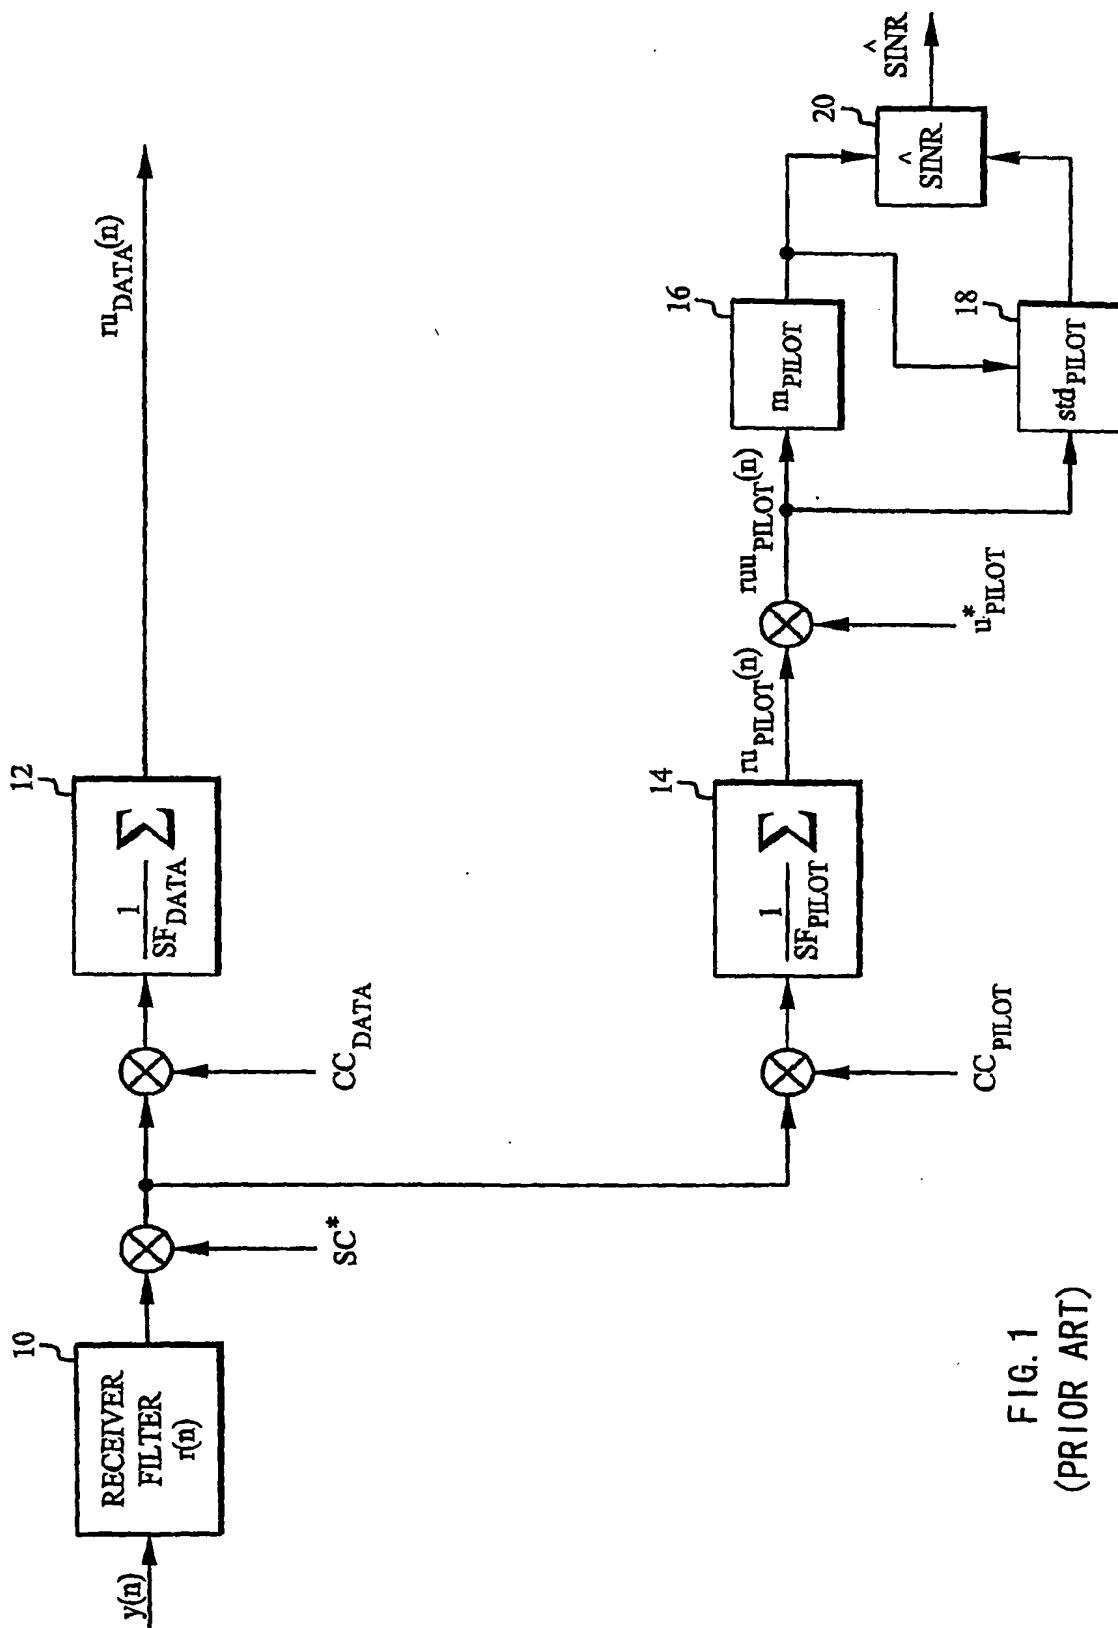 y(n)
10
RECEIVER
FILTER
r(n)
SC*
CC_DATA
12
1
SF_DATA
Σ
ru_DATA(n)
CC_PILOT
14
1
SF_PILOT
Σ
ru_PILOT(n)
u*_PILOT
ruu_PILOT(n)
16
m_PILOT
18
std_PILOT
20
SINR^
SINR^
FIG. 1
(PRIOR ART)